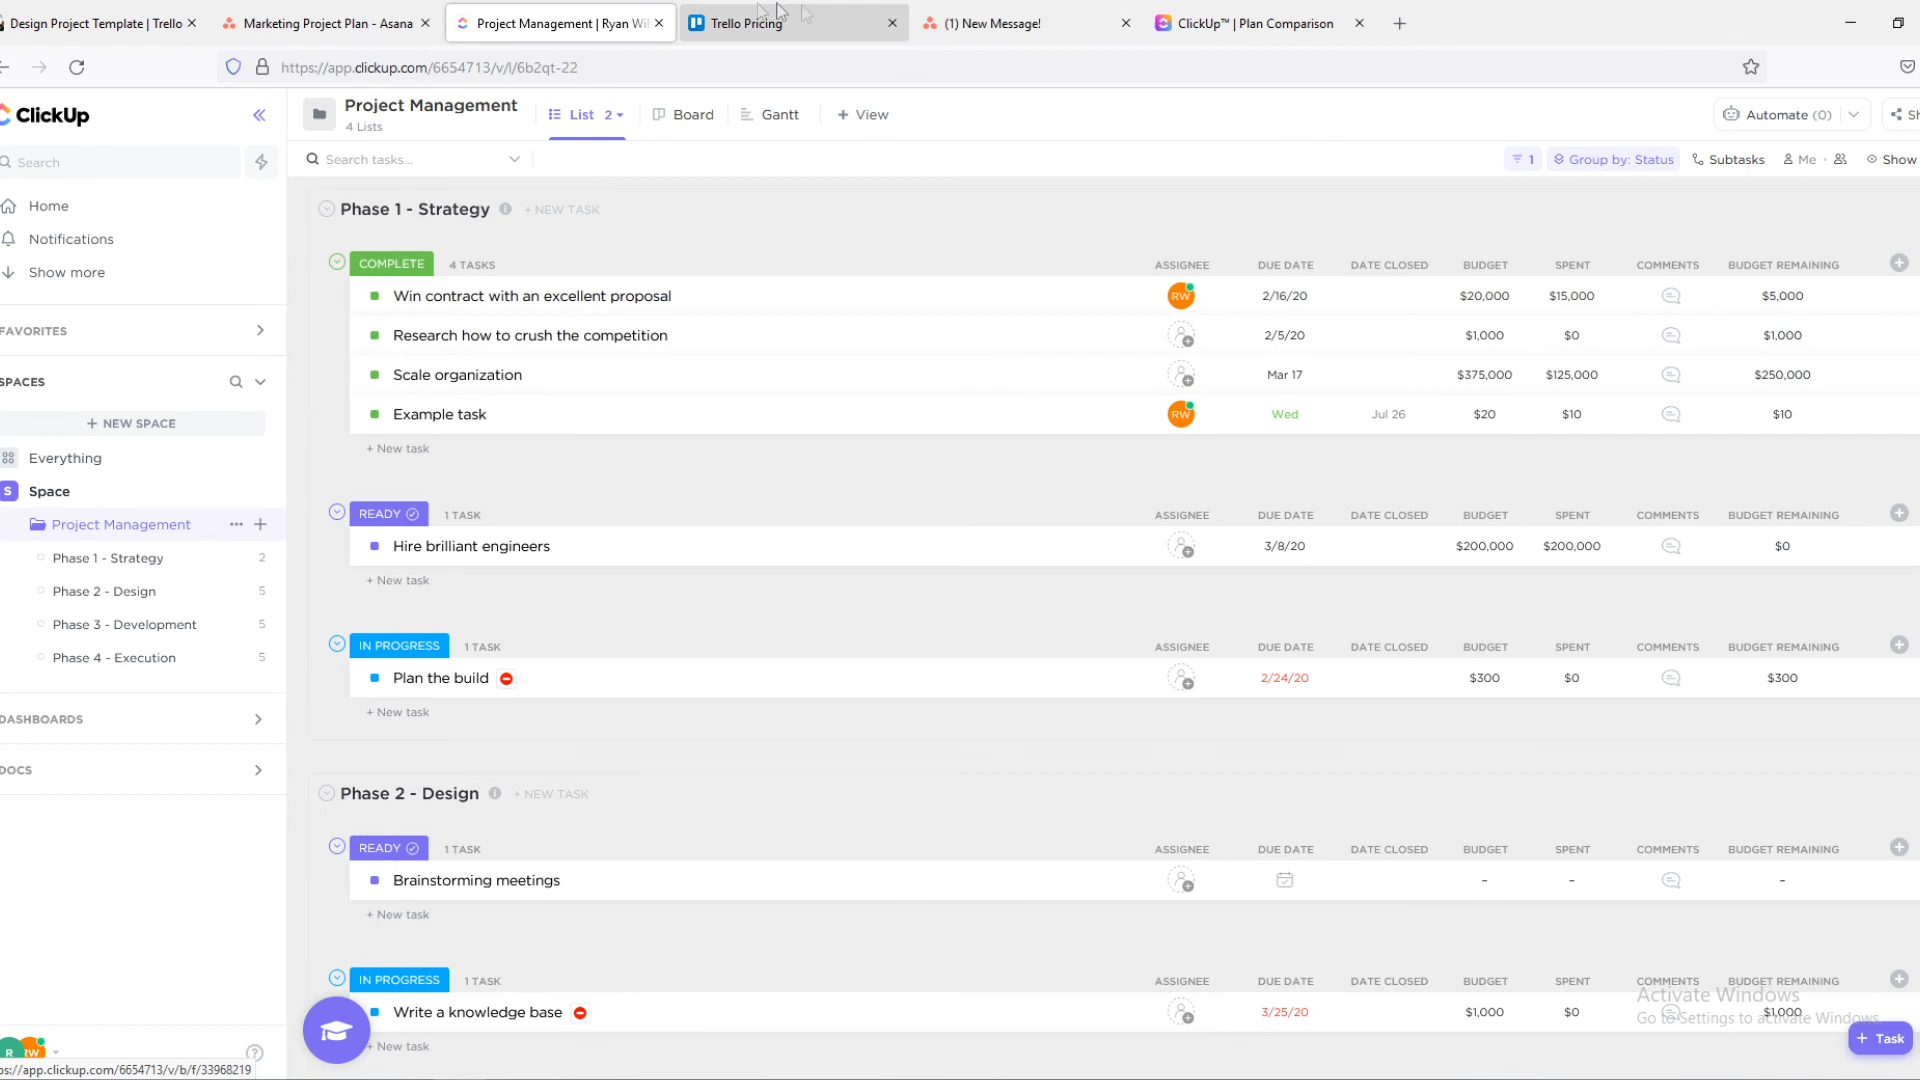 Design Project Template | Trello
Marketing Project Plan - Asana
Project Management | Ryan Wil
Trello Pricing
(1) New Message!
ClickUp™ | Plan Comparison
https://app.clickup.com/6654713/v/l/6b2qt-22
ClickUp
Project Management
4 Lists
List 2
Board
Gantt
+ View
Automate (0)
Sh
Search
Search tasks...
1
Group by: Status
Subtasks
Me
Show
Home
Notifications
Show more
FAVORITES
SPACES
+ NEW SPACE
Everything
S Space
Project Management
Phase 1 - Strategy 2
Phase 2 - Design 5
Phase 3 - Development 5
Phase 4 - Execution 5
DASHBOARDS
DOCS
R RW
ps://app.clickup.com/6654713/v/b/f/33968219
Phase 1 - Strategy + NEW TASK
COMPLETE 4 TASKS ASSIGNEE DUE DATE DATE CLOSED BUDGET SPENT COMMENTS BUDGET REMAINING
Win contract with an excellent proposal RW 2/16/20 $20,000 $15,000 $5,000
Research how to crush the competition 2/5/20 $1,000 $0 $1,000
Scale organization Mar 17 $375,000 $125,000 $250,000
Example task RW Wed Jul 26 $20 $10 $10
+ New task
READY 1 TASK ASSIGNEE DUE DATE DATE CLOSED BUDGET SPENT COMMENTS BUDGET REMAINING
Hire brilliant engineers 3/8/20 $200,000 $200,000 $0
+ New task
IN PROGRESS 1 TASK ASSIGNEE DUE DATE DATE CLOSED BUDGET SPENT COMMENTS BUDGET REMAINING
Plan the build 2/24/20 $300 $0 $300
+ New task
Phase 2 - Design + NEW TASK
READY 1 TASK ASSIGNEE DUE DATE DATE CLOSED BUDGET SPENT COMMENTS BUDGET REMAINING
Brainstorming meetings - - -
+ New task
IN PROGRESS 1 TASK ASSIGNEE DUE DATE DATE CLOSED BUDGET SPENT COMMENTS BUDGET REMAINING
Write a knowledge base 3/25/20 $1,000 $0 $1,000
+ New task
Activate Windows
Go to Settings to activate Windows.
+ Task